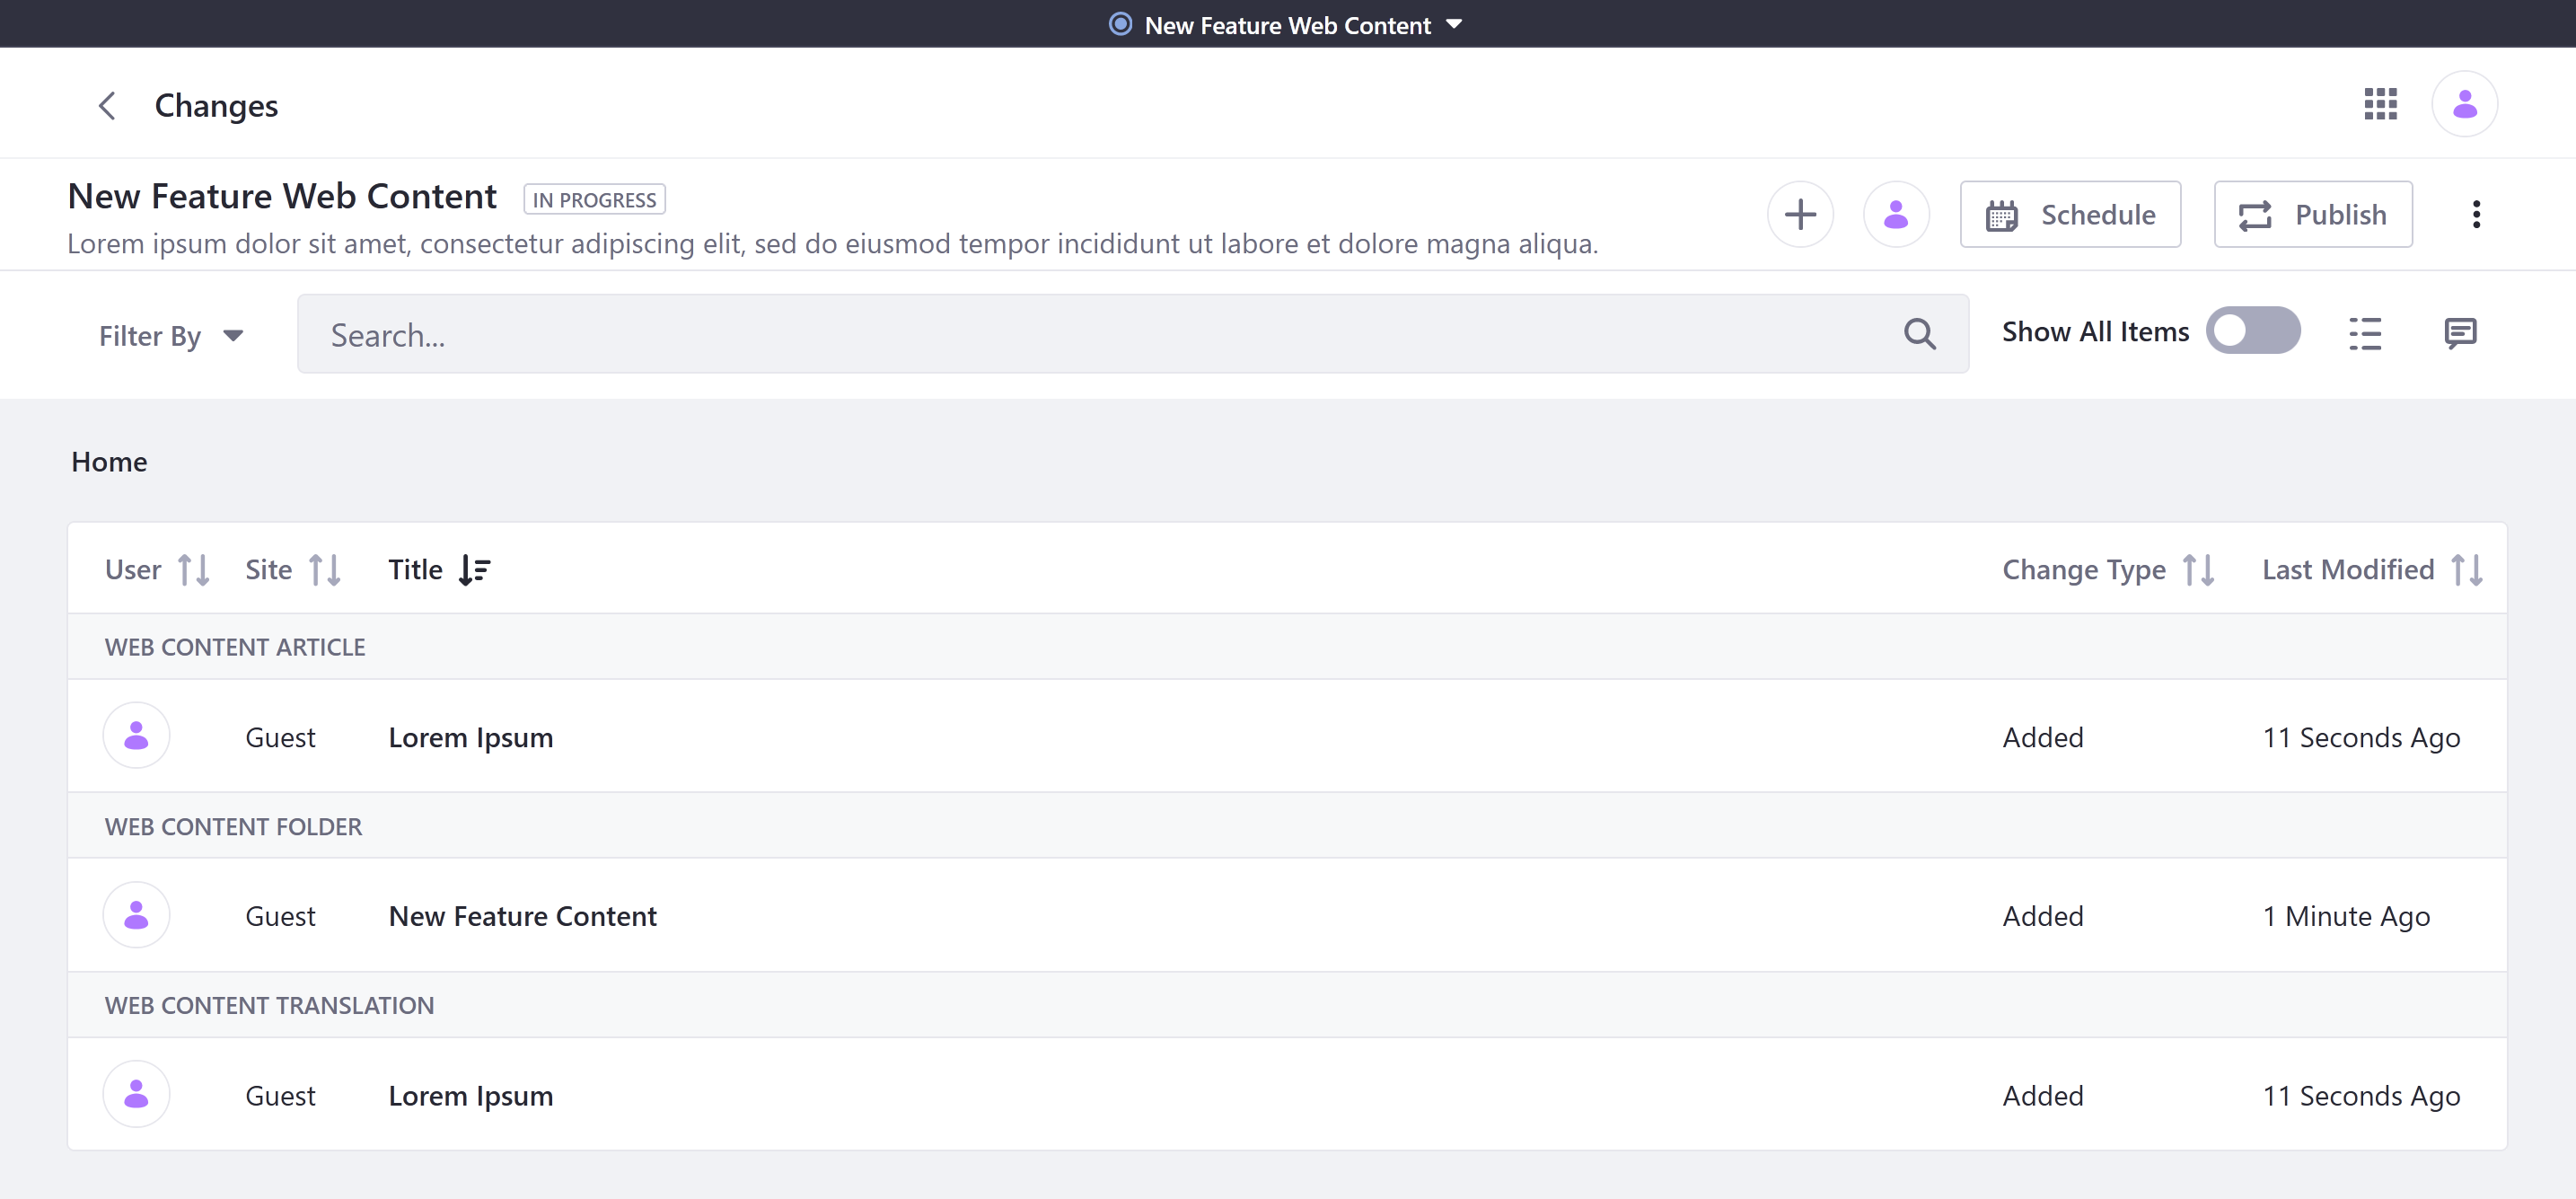 New Feature Web Content
Changes
New Feature Web Content IN PROGRESS
Lorem ipsum dolor sit amet, consectetur adipiscing elit, sed do eiusmod tempor incididunt ut labore et dolore magna aliqua.
Schedule
Publish
Filter By
Search...
Show All Items
Home
User Site Title Change Type Last Modified
WEB CONTENT ARTICLE
Guest Lorem Ipsum Added 11 Seconds Ago
WEB CONTENT FOLDER
Guest New Feature Content Added 1 Minute Ago
WEB CONTENT TRANSLATION
Guest Lorem Ipsum Added 11 Seconds Ago